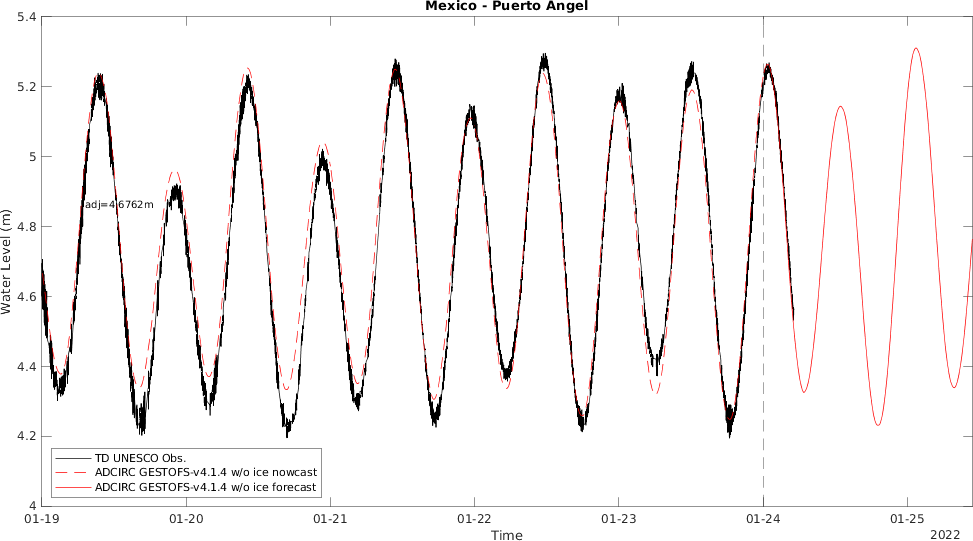 Mexico - Puerto Angel
5.4
5.2
5
4.8
4.6
4.4
4.2
4
Water Level (m)
adj=4.6762m
TD UNESCO Obs.
ADCIRC GESTOFS-v4.1.4 w/o ice nowcast
ADCIRC GESTOFS-v4.1.4 w/o ice forecast
01-19 01-20 01-21 01-22 01-23 01-24 01-25
Time
2022